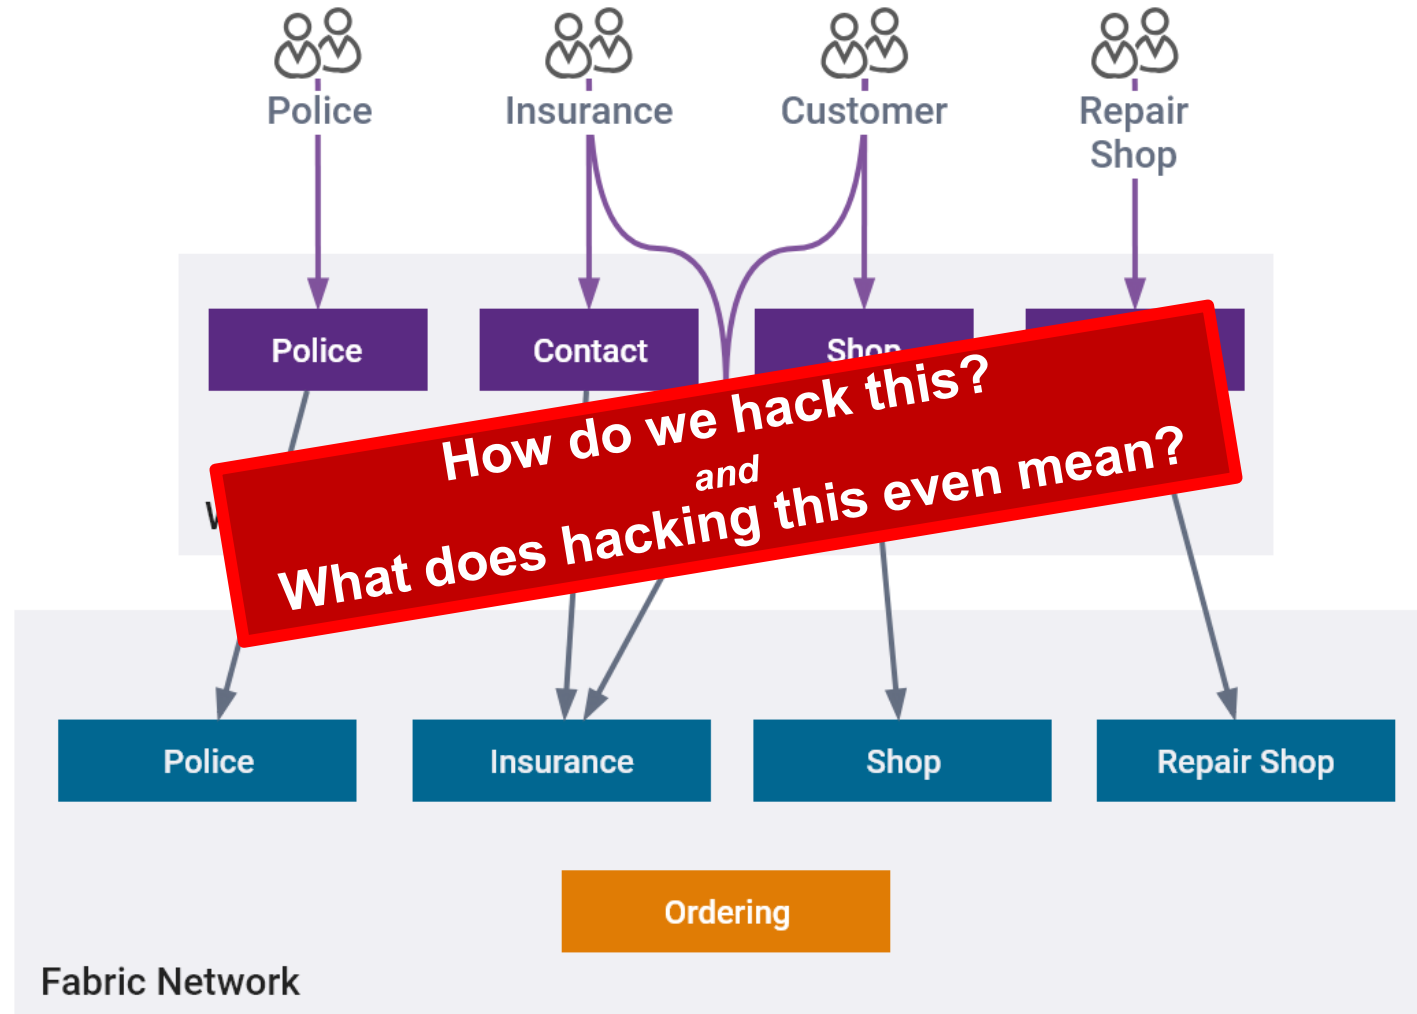 Police
Insurance
Customer
Repair
Shop
Police
Contact
Shop
How do we hack this?
and
What does hacking this even mean?
Police
Insurance
Shop
Repair Shop
Ordering
Fabric Network